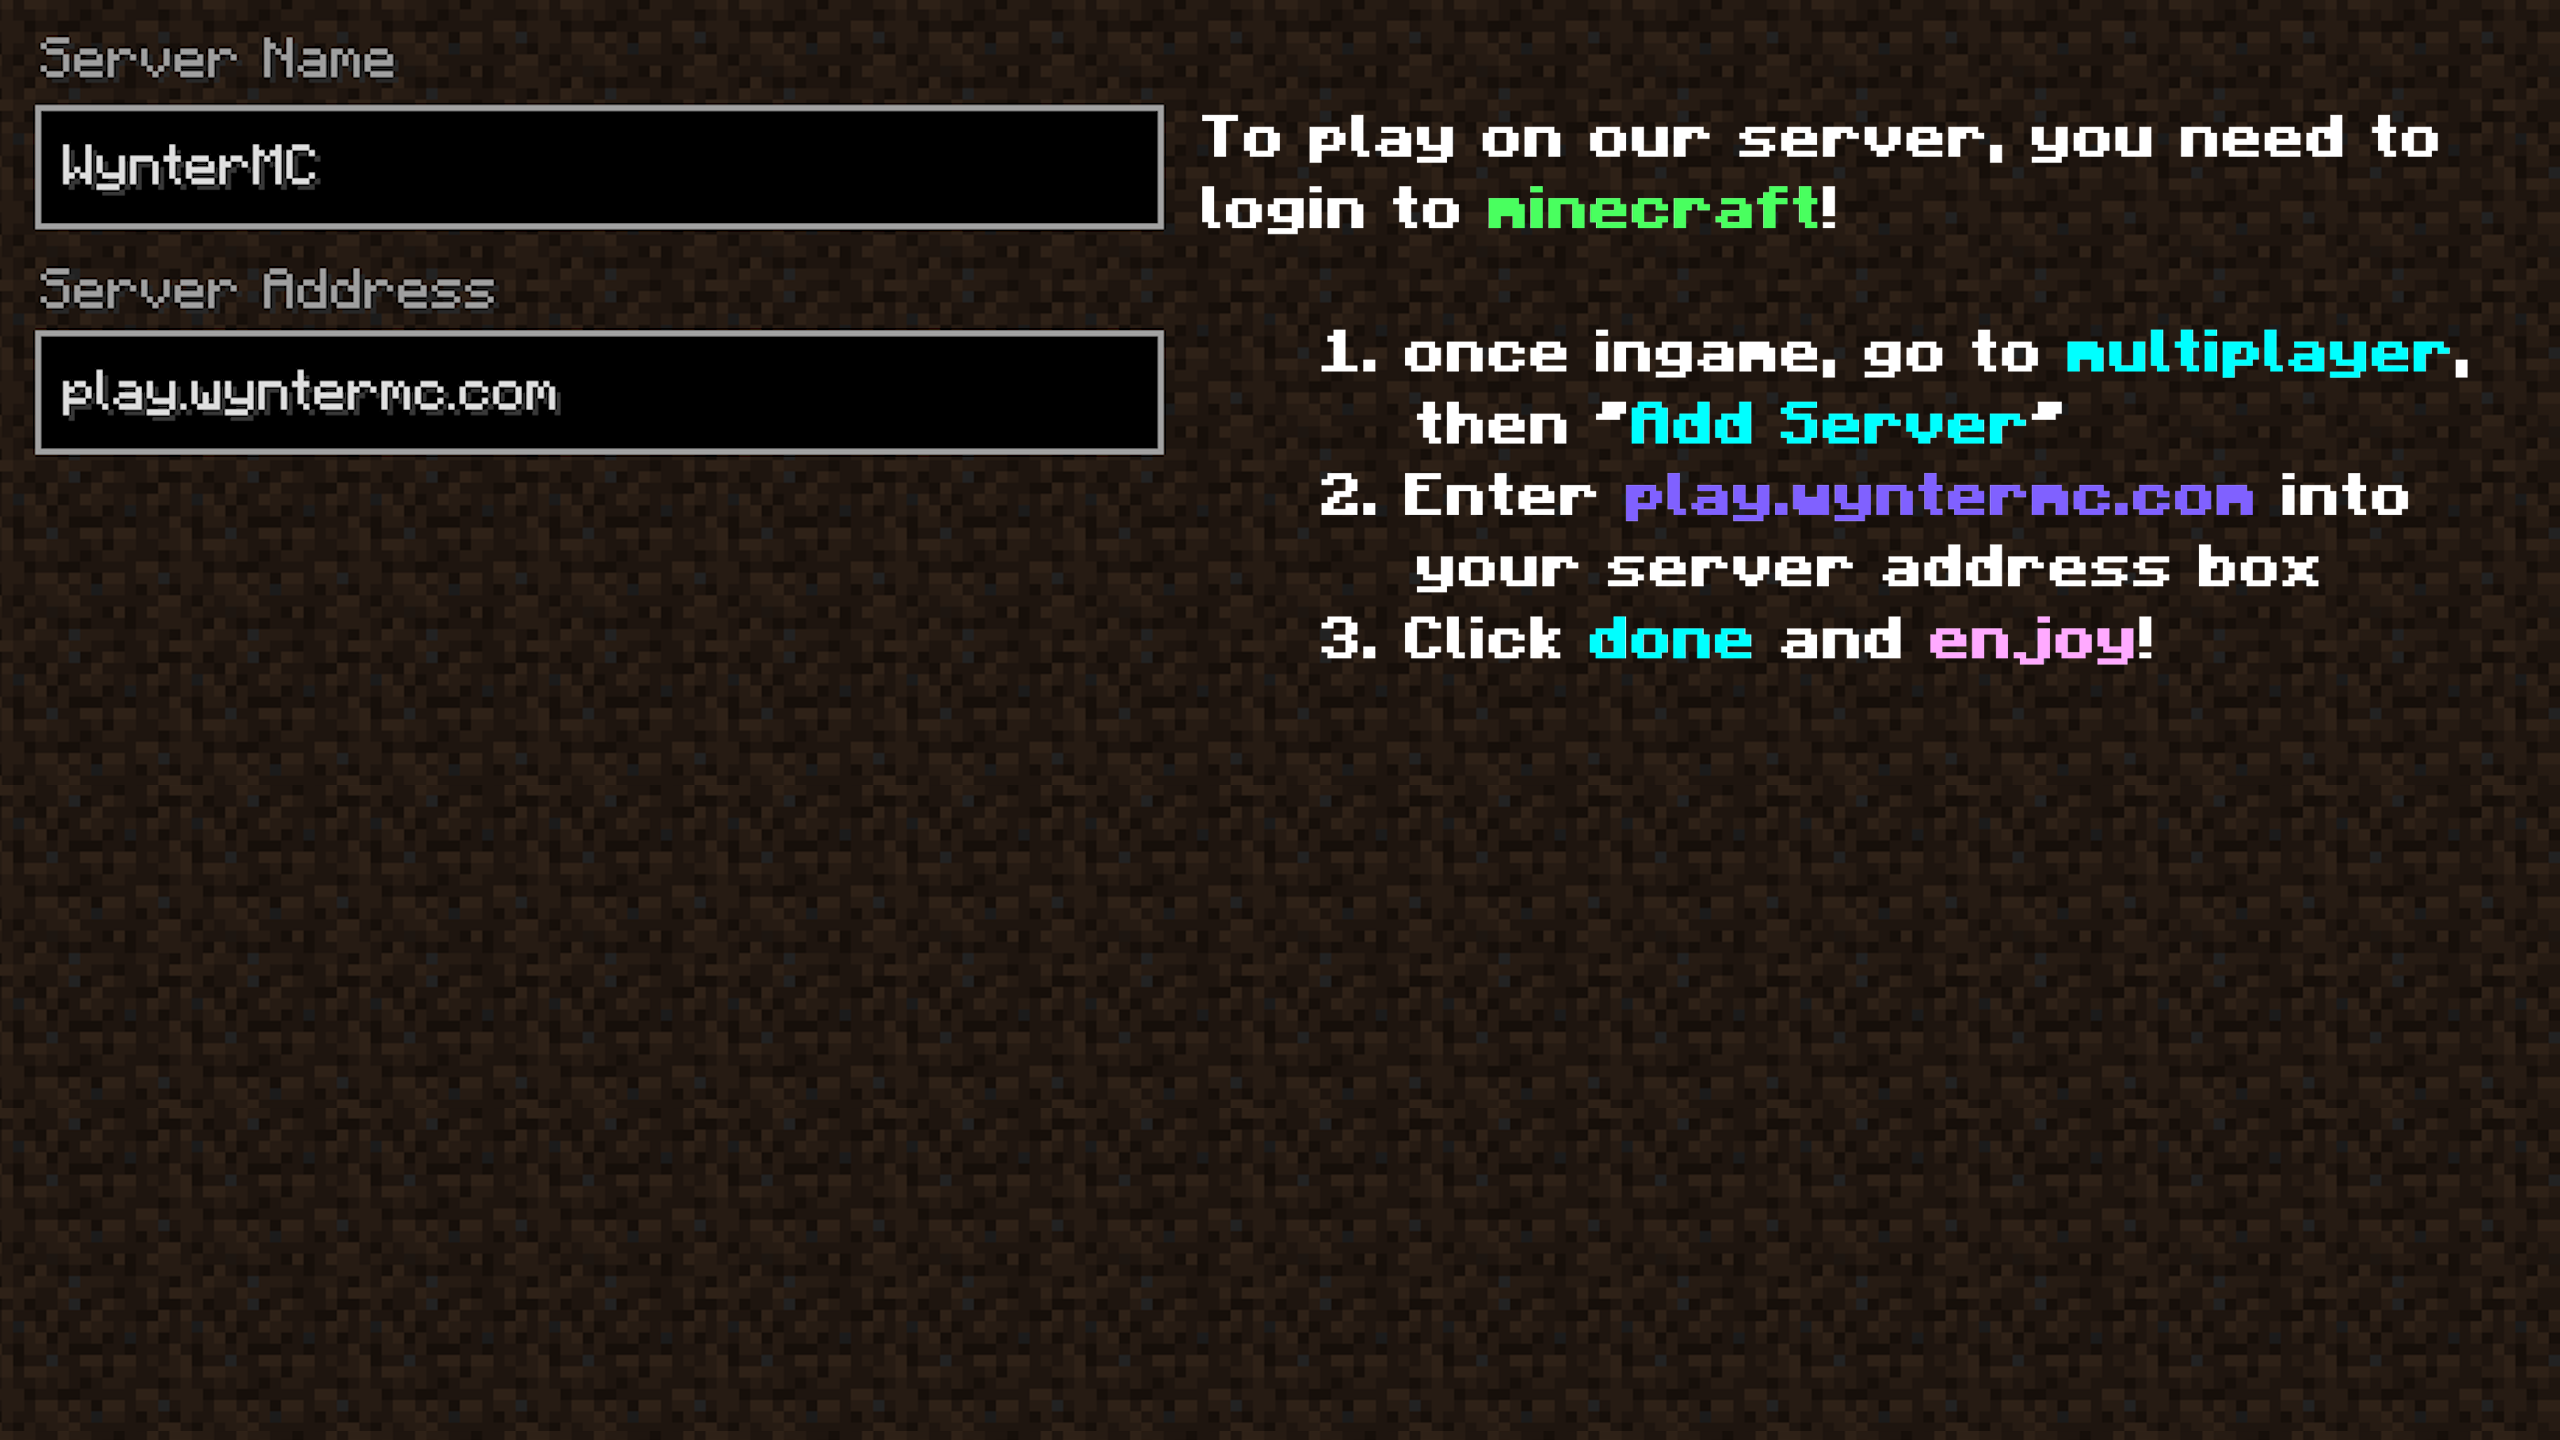 Server Name
WynterMC
Server Address
play.wyntermc.com
To play on our server, you need to
login to minecraft!
1. once ingame, go to multiplayer,
then "Add Server"
2. Enter play.wyntermc.com into
your server address box
3. Click done and enjoy!